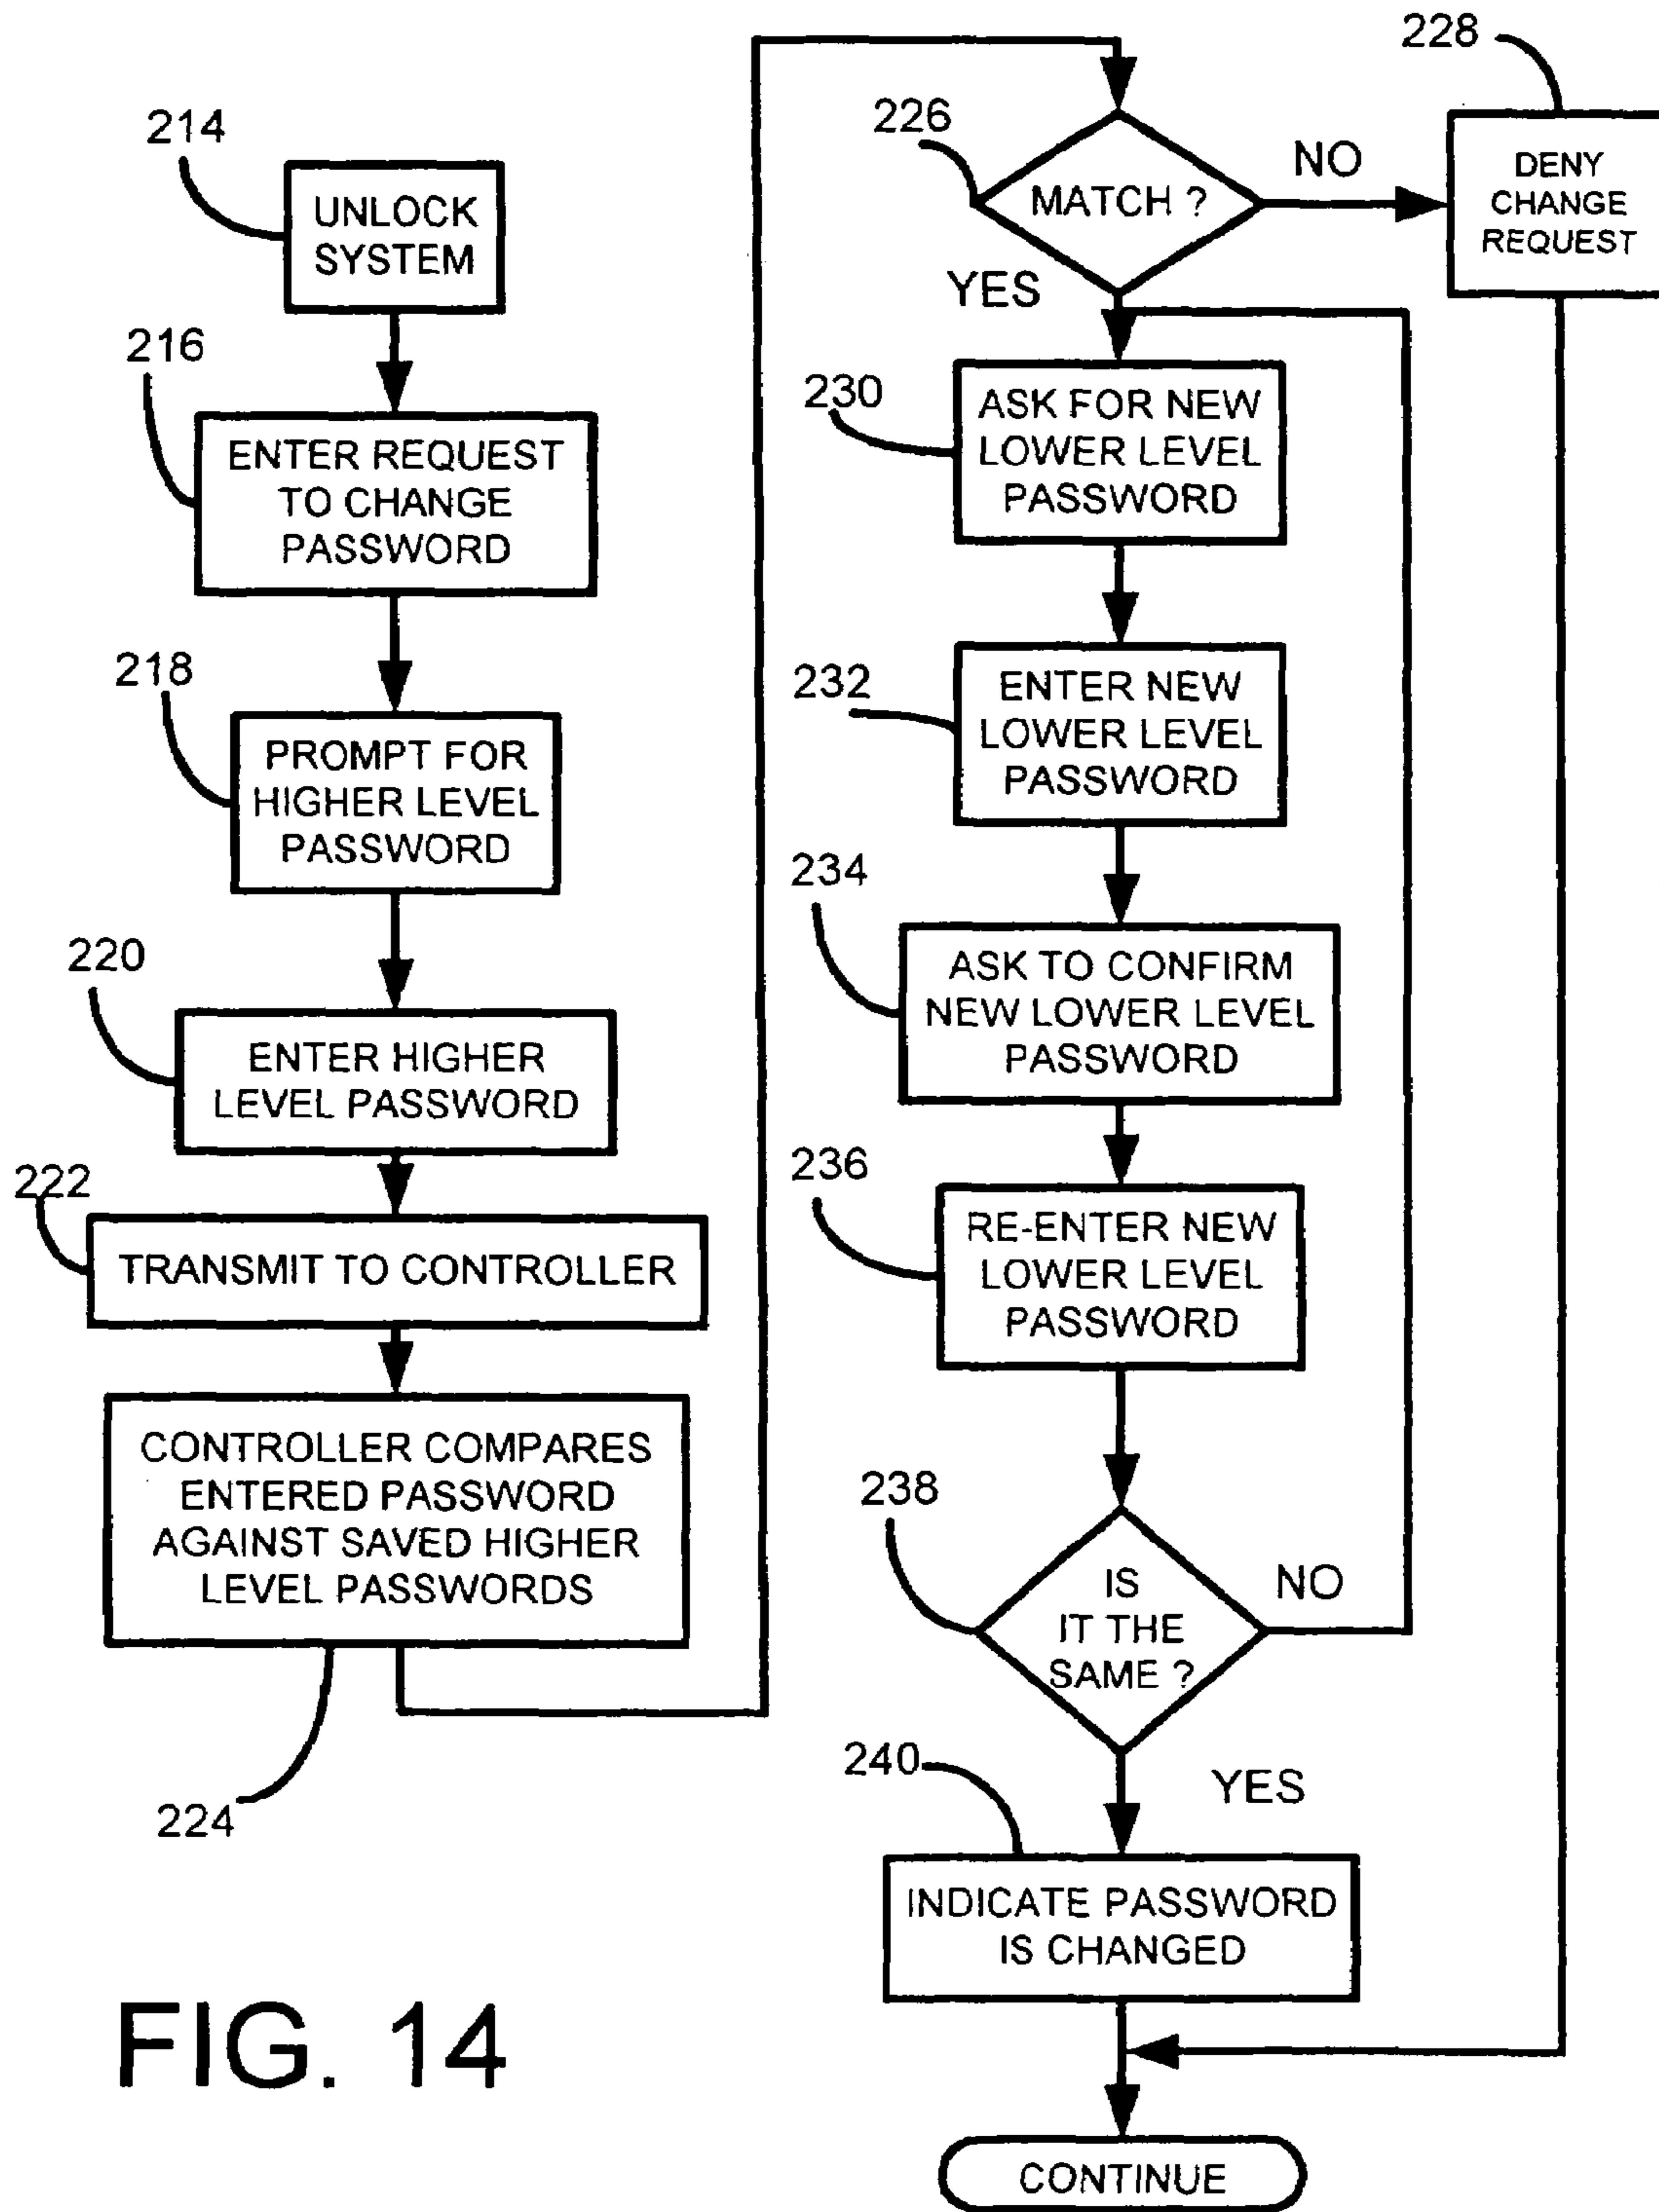 214
UNLOCK
SYSTEM
216
ENTER REQUEST
TO CHANGE
PASSWORD
218
PROMPT FOR
HIGHER LEVEL
PASSWORD
220
ENTER HIGHER
LEVEL PASSWORD
222
TRANSMIT TO CONTROLLER
CONTROLLER COMPARES
ENTERED PASSWORD
AGAINST SAVED HIGHER
LEVEL PASSWORDS
224
226
MATCH ?
NO
YES
228
DENY
CHANGE
REQUEST
230
ASK FOR NEW
LOWER LEVEL
PASSWORD
232
ENTER NEW
LOWER LEVEL
PASSWORD
234
ASK TO CONFIRM
NEW LOWER LEVEL
PASSWORD
236
RE-ENTER NEW
LOWER LEVEL
PASSWORD
238
IS
IT THE
SAME ?
NO
YES
240
INDICATE PASSWORD
IS CHANGED
CONTINUE
FIG. 14